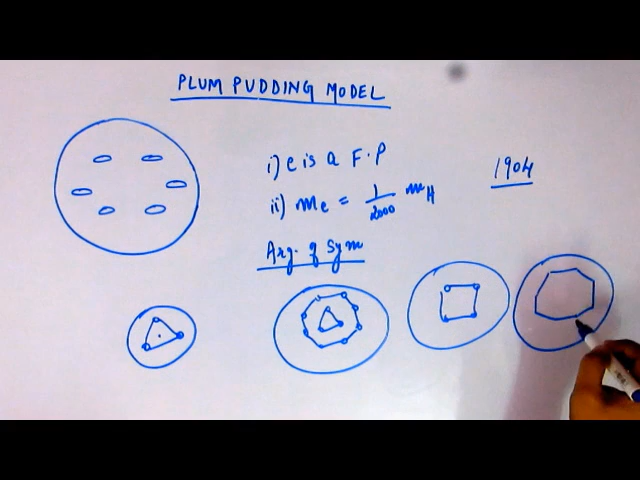 PLUM PUDDING MODEL
i) e is a F.P
1904
ii) me = 1/2000 mH
Arg. of Sym